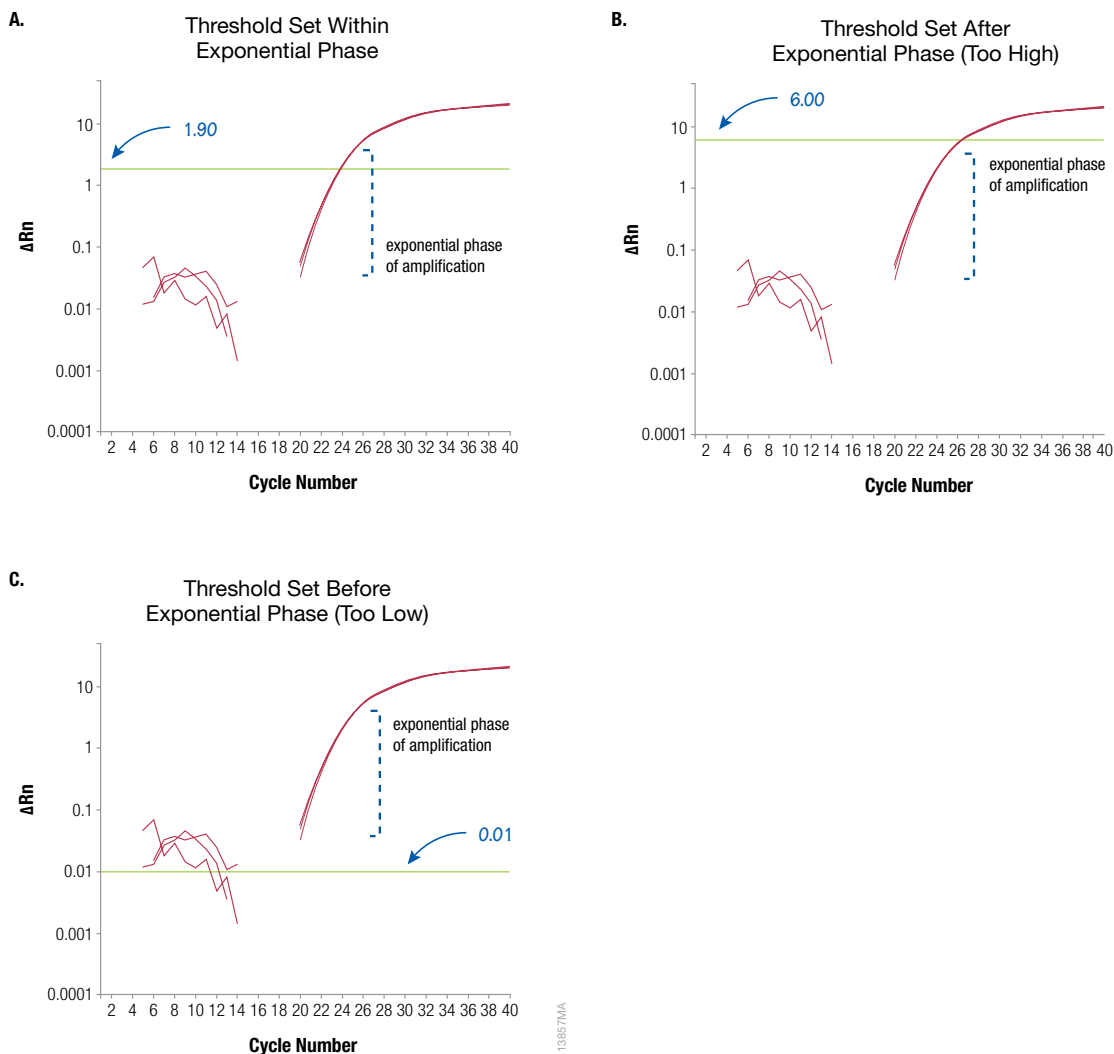 A.
Threshold Set Within
Exponential Phase
10
1
0.1
0.01
0.001
0.0001
ΔRn
1.90
exponential phase
of amplification
2 4 6 8 10 12 14 16 18 20 22 24 26 28 30 32 34 36 38 40
Cycle Number
B.
Threshold Set After
Exponential Phase (Too High)
10
1
0.1
0.01
0.001
0.0001
ΔRn
6.00
exponential phase
of amplification
2 4 6 8 10 12 14 16 18 20 22 24 26 28 30 32 34 36 38 40
Cycle Number
C.
Threshold Set Before
Exponential Phase (Too Low)
10
1
0.1
0.01
0.001
0.0001
ΔRn
exponential phase
of amplification
0.01
2 4 6 8 10 12 14 16 18 20 22 24 26 28 30 32 34 36 38 40
Cycle Number
13857MA